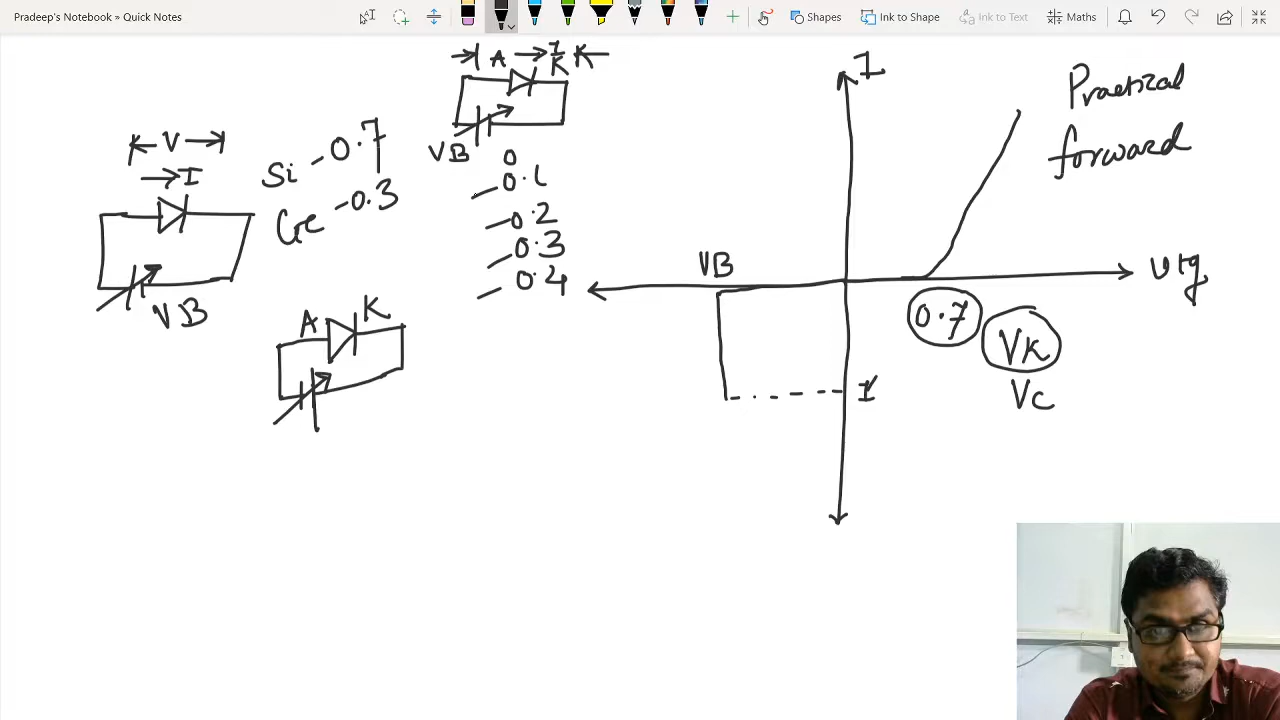 Pradeep's Notebook » Quick Notes
Shapes
Ink to Shape
Ink to Text
Maths
A I K K
VB
0
0.1
0.2
0.3
0.4
V
I
Si - 0.7
Ge - 0.3
VB
A K
I
Practical
forward
VB
Vtg
0.7
VK
VC
I